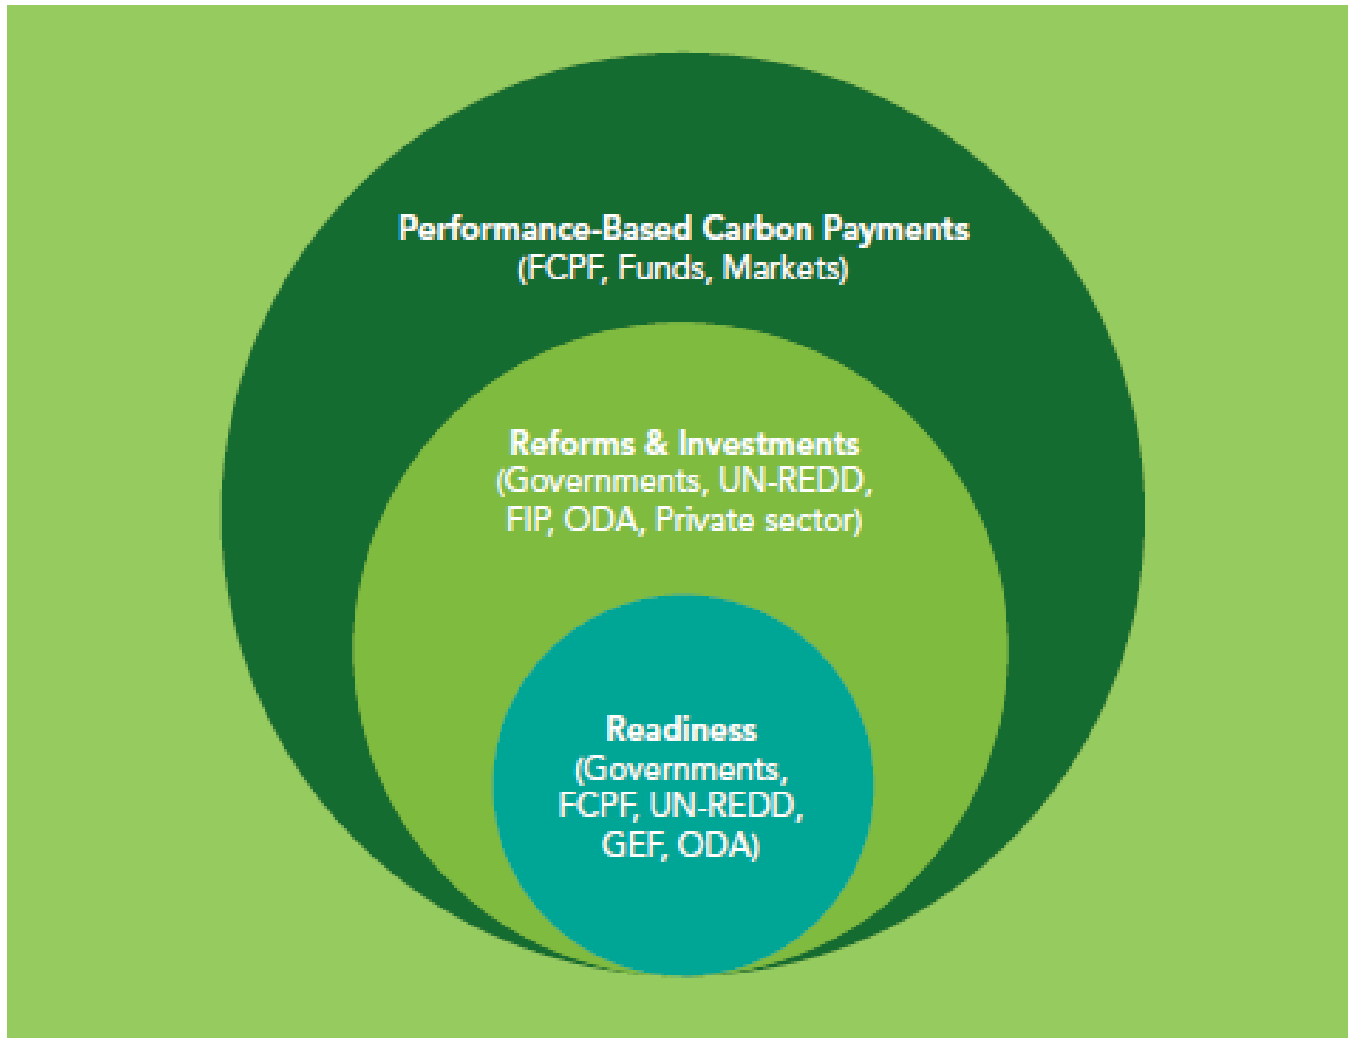 Performance-Based Carbon Payments
(FCPF, Funds, Markets)
Reforms & Investments
(Governments, UN-REDD,
FIP, ODA, Private sector)
Readiness
(Governments,
FCPF, UN-REDD,
GEF, ODA)